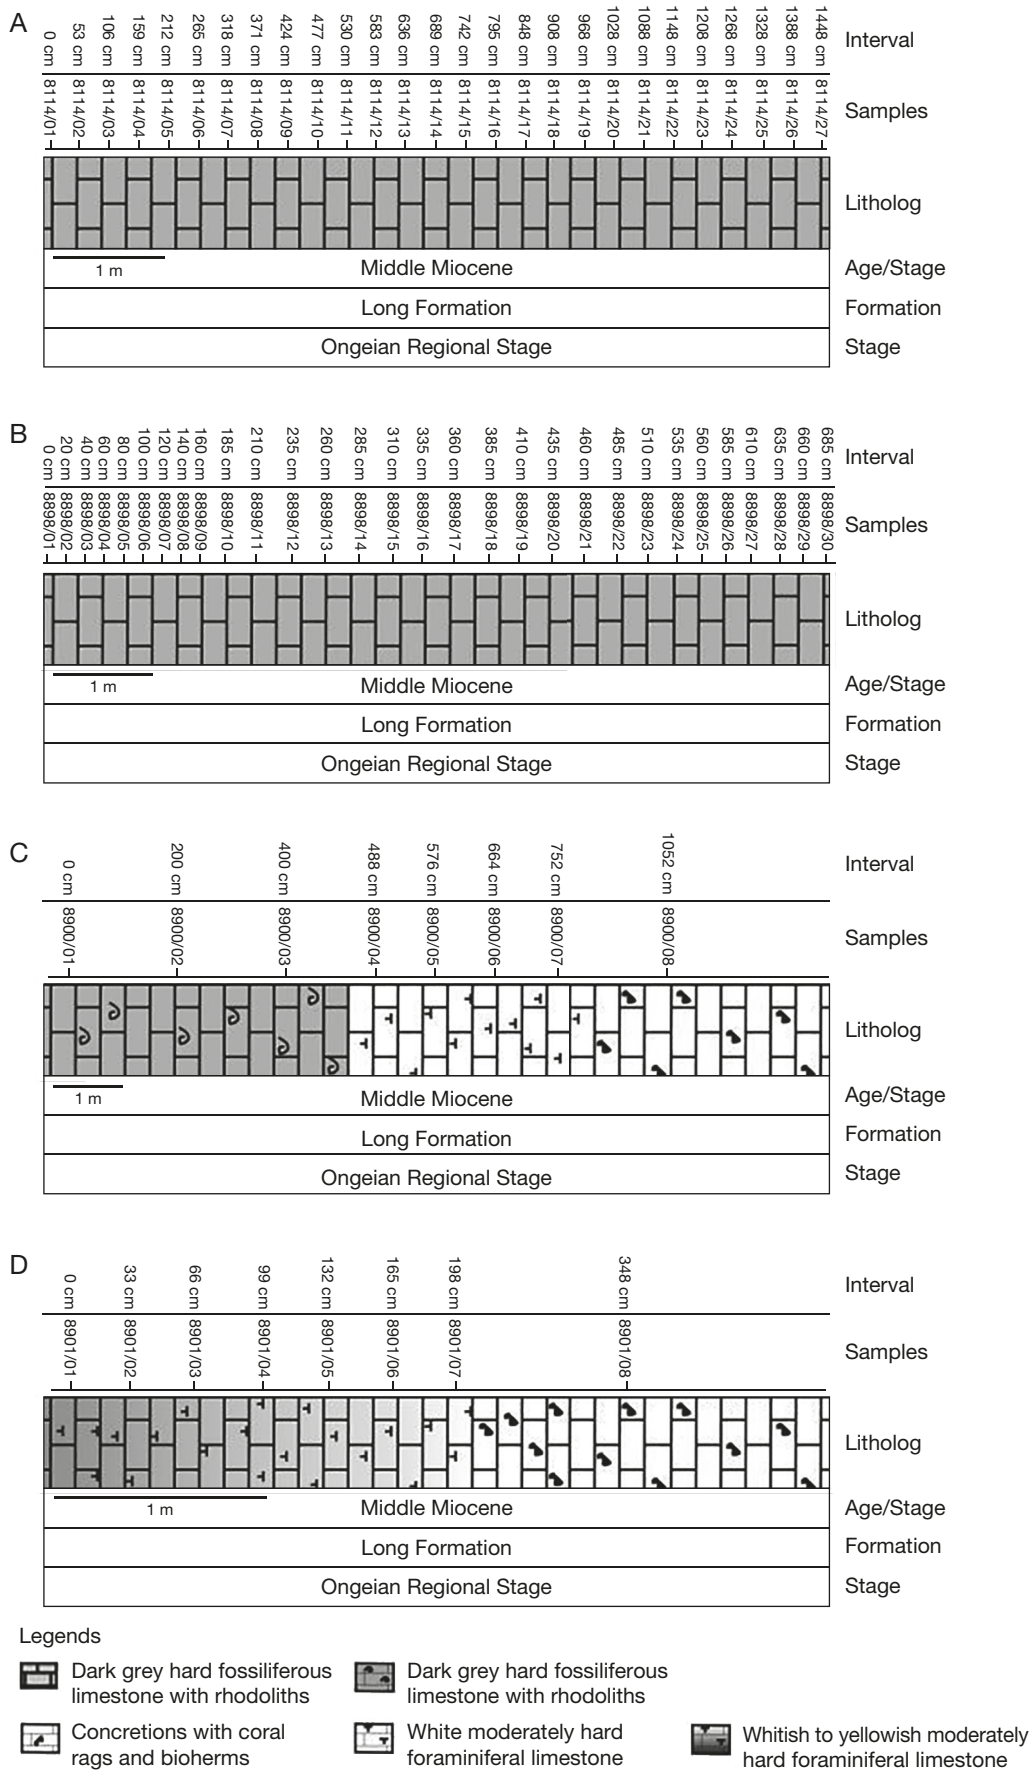 A
0 cm 53 cm 106 cm 159 cm 212 cm 265 cm 318 cm 371 cm 424 cm 477 cm 530 cm 583 cm 636 cm 689 cm 742 cm 795 cm 848 cm 908 cm 968 cm 1028 cm 1088 cm 1148 cm 1208 cm 1268 cm 1328 cm 1388 cm 1448 cm Interval
8114/01 8114/02 8114/03 8114/04 8114/05 8114/06 8114/07 8114/08 8114/09 8114/10 8114/11 8114/12 8114/13 8114/14 8114/15 8114/16 8114/17 8114/18 8114/19 8114/20 8114/21 8114/22 8114/23 8114/24 8114/25 8114/26 8114/27 Samples
Litholog
1 m Middle Miocene Age/Stage
Long Formation Formation
Ongeian Regional Stage Stage
B
0 cm 20 cm 40 cm 60 cm 80 cm 100 cm 120 cm 140 cm 160 cm 185 cm 210 cm 235 cm 260 cm 285 cm 310 cm 335 cm 360 cm 385 cm 410 cm 435 cm 460 cm 485 cm 510 cm 535 cm 560 cm 585 cm 610 cm 635 cm 660 cm 685 cm Interval
8898/01 8898/02 8898/03 8898/04 8898/05 8898/06 8898/07 8898/08 8898/09 8898/10 8898/11 8898/12 8898/13 8898/14 8898/15 8898/16 8898/17 8898/18 8898/19 8898/20 8898/21 8898/22 8898/23 8898/24 8898/25 8898/26 8898/27 8898/28 8898/29 8898/30 Samples
Litholog
1 m Middle Miocene Age/Stage
Long Formation Formation
Ongeian Regional Stage Stage
C
0 cm 200 cm 400 cm 488 cm 576 cm 664 cm 752 cm 1052 cm Interval
8900/01 8900/02 8900/03 8900/04 8900/05 8900/06 8900/07 8900/08 Samples
Litholog
1 m Middle Miocene Age/Stage
Long Formation Formation
Ongeian Regional Stage Stage
D
0 cm 33 cm 66 cm 99 cm 132 cm 165 cm 198 cm 348 cm Interval
8901/01 8901/02 8901/03 8901/04 8901/05 8901/06 8901/07 8901/08 Samples
Litholog
1 m Middle Miocene Age/Stage
Long Formation Formation
Ongeian Regional Stage Stage
Legends
Dark grey hard fossiliferous
limestone with rhodoliths
Dark grey hard fossiliferous
limestone with rhodoliths
Concretions with coral
rags and bioherms
White moderately hard
foraminiferal limestone
Whitish to yellowish moderately
hard foraminiferal limestone